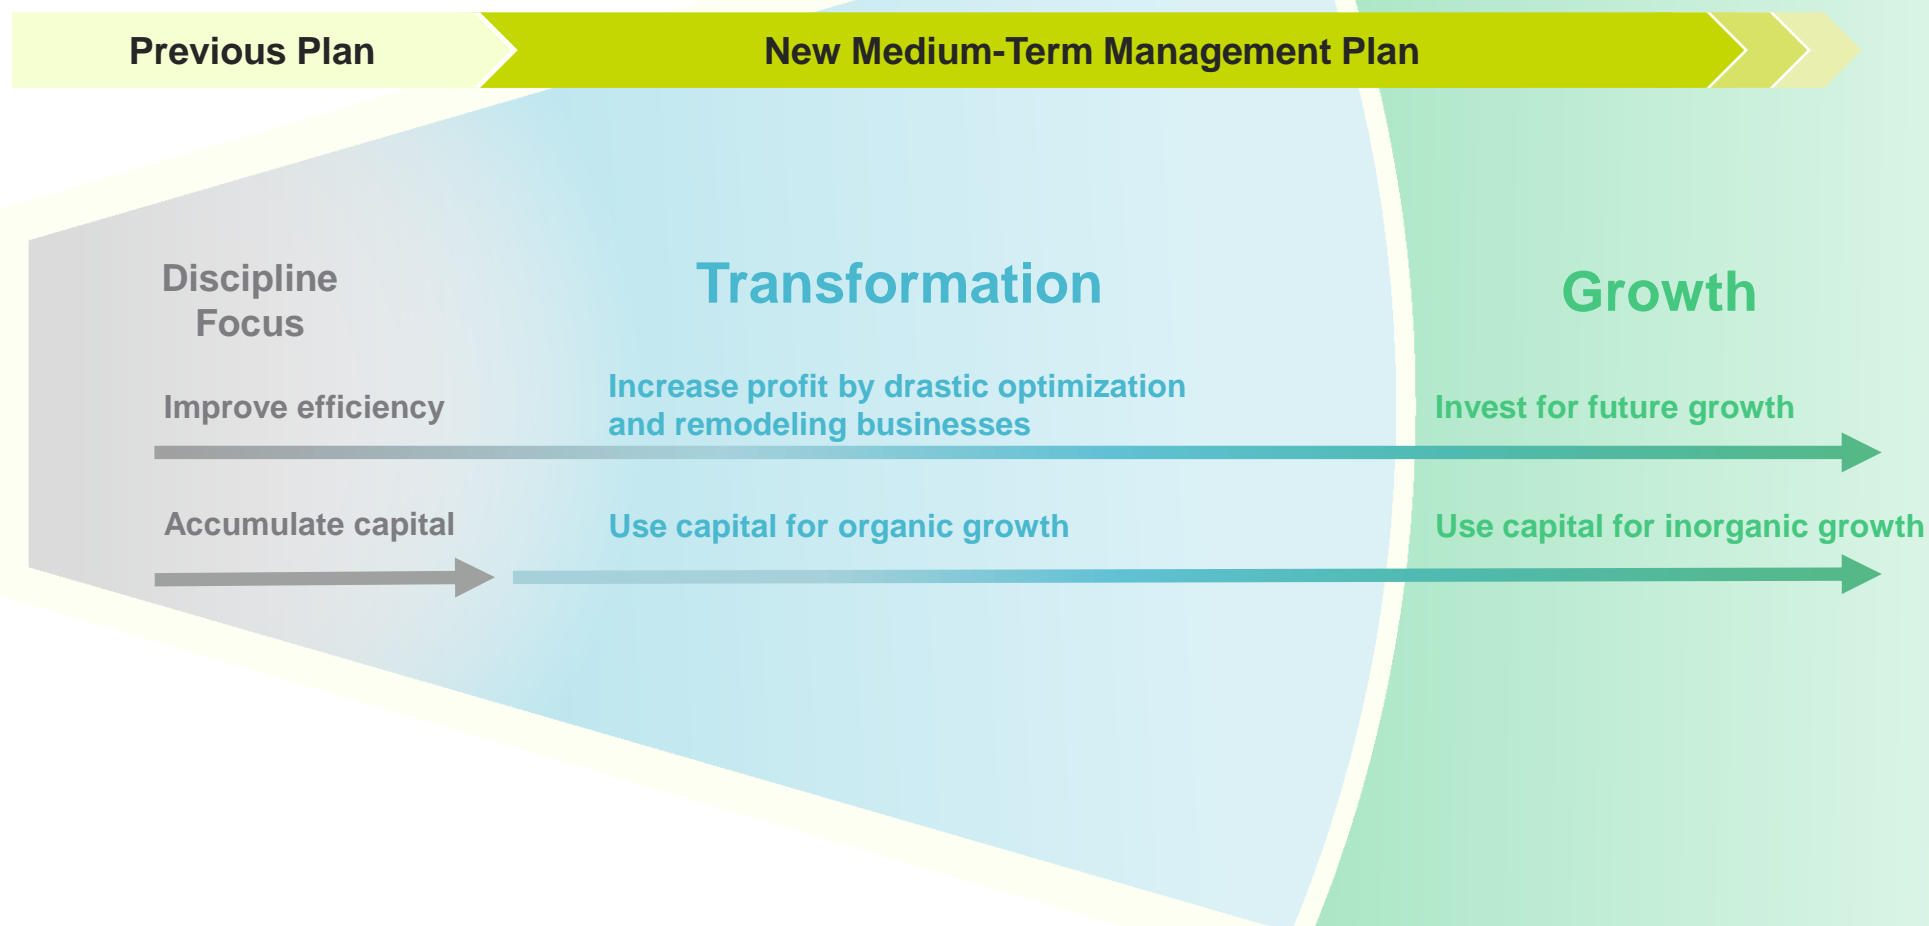 Previous Plan
New Medium-Term Management Plan
Discipline
Focus
Transformation
Growth
Improve efficiency
Increase profit by drastic optimization
and remodeling businesses
Invest for future growth
Accumulate capital
Use capital for organic growth
Use capital for inorganic growth